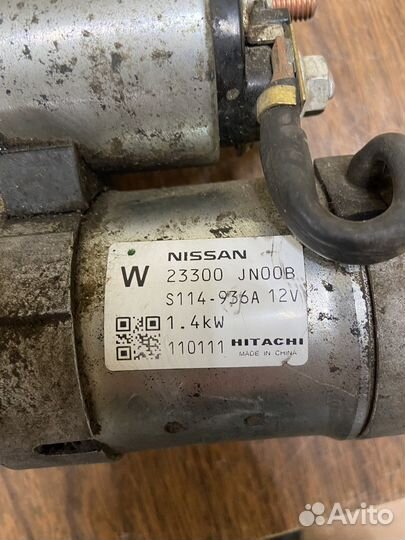 NISSAN
W 23300 JN00B
S114-936A 12V
1.4kW
110111 HITACHI
MADE IN CHINA
Avito